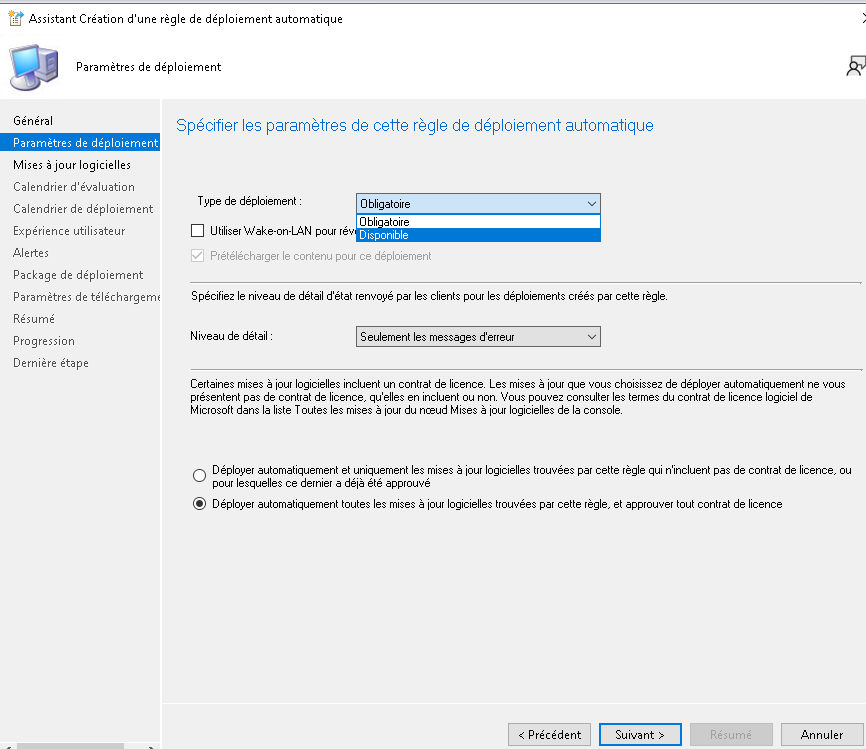 Assistant Création d'une règle de déploiement automatique
Paramètres de déploiement
Général
Paramètres de déploiement
Mises à jour logicielles
Calendrier d'évaluation
Calendrier de déploiement
Expérience utilisateur
Alertes
Package de déploiement
Paramètres de téléchargeme
Résumé
Progression
Dernière étape
Spécifier les paramètres de cette règle de déploiement automatique
Type de déploiement :
Obligatoire
Obligatoire
Disponible
Utiliser Wake-on-LAN pour rév
Prétélécharger le contenu pour ce déploiement
Spécifiez le niveau de détail d'état renvoyé par les clients pour les déploiements créés par cette règle.
Niveau de détail :
Seulement les messages d'erreur
Certaines mises à jour logicielles incluent un contrat de licence. Les mises à jour que vous choisissez de déployer automatiquement ne vous
présentent pas de contrat de licence, qu'elles en incluent ou non. Vous pouvez consulter les termes du contrat de licence logiciel de
Microsoft dans la liste Toutes les mises à jour du nœud Mises à jour logicielles de la console.
Déployer automatiquement et uniquement les mises à jour logicielles trouvées par cette règle qui n'incluent pas de contrat de licence, ou
pour lesquelles ce dernier a déjà été approuvé
Déployer automatiquement toutes les mises à jour logicielles trouvées par cette règle, et approuver tout contrat de licence
< Précédent
Suivant >
Résumé
Annuler